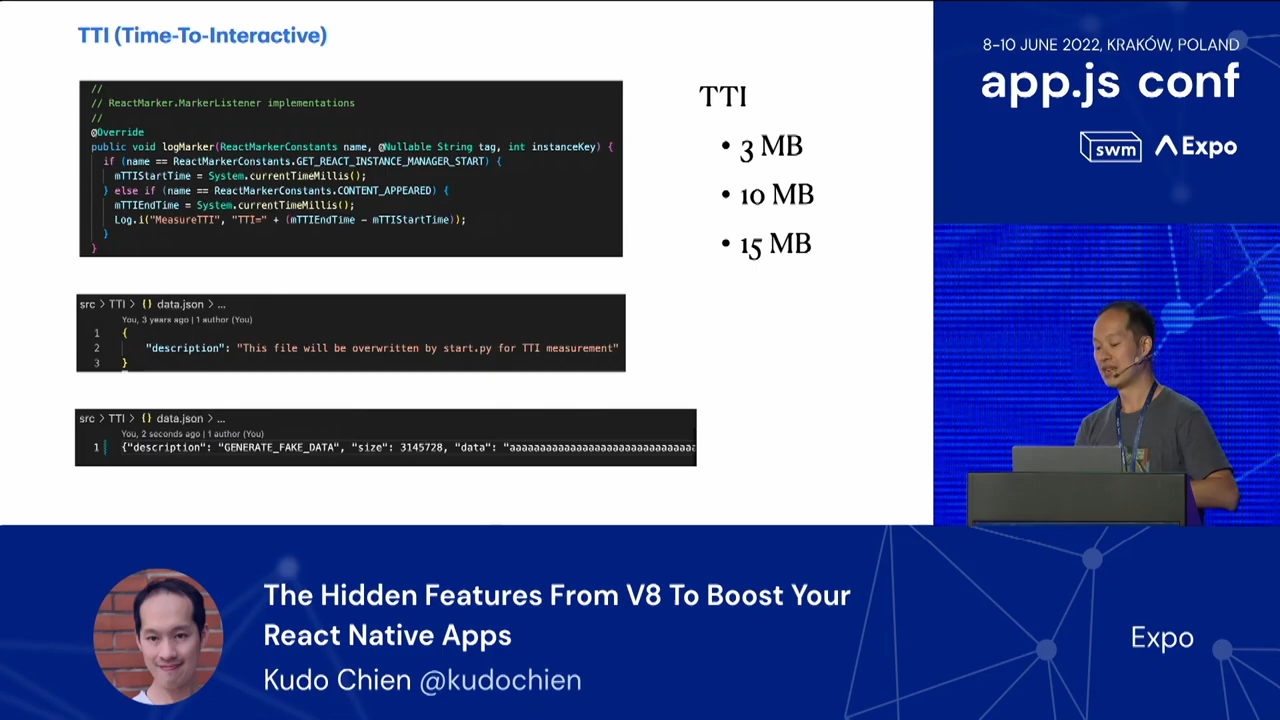 TTI (Time-To-Interactive)
//
// ReactMarker.MarkerListener implementations
//
@Override
public void logMarker(ReactMarkerConstants name, @Nullable String tag, int instanceKey) {
if (name == ReactMarkerConstants.GET_REACT_INSTANCE_MANAGER_START) {
mTTIStartTime = System.currentTimeMillis();
} else if (name == ReactMarkerConstants.CONTENT_APPEARED) {
mTTIEndTime = System.currentTimeMillis();
Log.i("MeasureTTI", "TTI=" + (mTTIEndTime - mTTIStartTime));
}
}
src > TTI > {} data.json > ...
You, 3 years ago | 1 author (You)
1 {
2 "description": "This file will be overwritten by start.py for TTI measurement"
3 }
src > TTI > {} data.json > ...
You, 2 seconds ago | 1 author (You)
1 {"description": "GENERATE_FAKE_DATA", "size": 3145728, "data": "aaaaaaaaaaaaaaaaaaaaaaaaaaaaaa
TTI
• 3 MB
• 10 MB
• 15 MB
8-10 JUNE 2022, KRAKÓW, POLAND
app.js conf
swm Expo
The Hidden Features From V8 To Boost Your
React Native Apps
Kudo Chien @kudochien
Expo